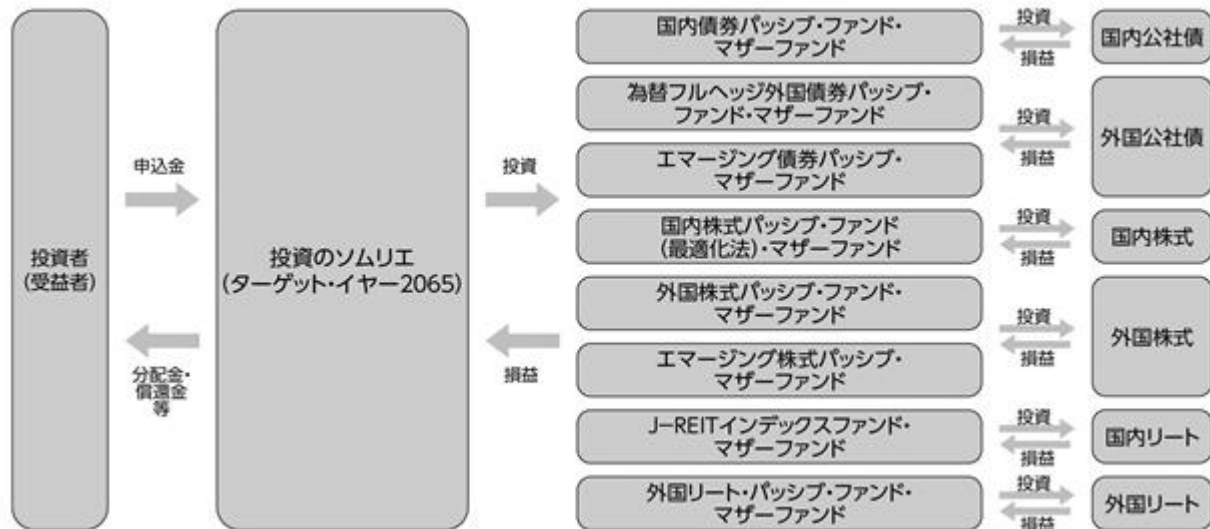 投資者
(受益者)
申込金
分配金・
償還金
等
投資のソムリエ
(ターゲット・イヤー2065)
投資
損益
国内債券パッシブ・ファンド・
マザーファンド
投資
損益
国内公社債
為替フルヘッジ外国債券パッシブ・
ファンド・マザーファンド
エマージング債券パッシブ・
マザーファンド
投資
損益
外国公社債
国内株式パッシブ・ファンド
(最適化法)・マザーファンド
投資
損益
国内株式
外国株式パッシブ・ファンド・
マザーファンド
エマージング株式パッシブ・
マザーファンド
投資
損益
外国株式
J−REITインデックスファンド・
マザーファンド
投資
損益
国内リート
外国リート・パッシブ・ファンド・
マザーファンド
投資
損益
外国リート